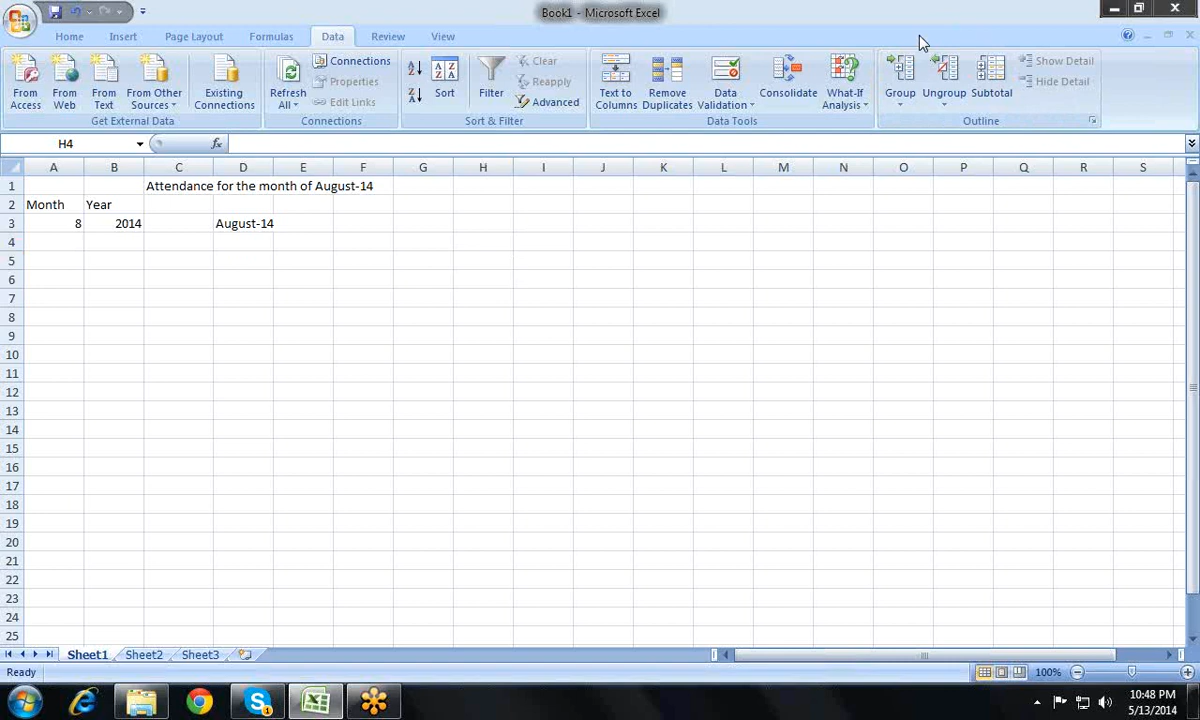 Book1 - Microsoft Excel
Home Insert Page Layout Formulas Data Review View
From Access
From Web
From Text
From Other Sources
Existing Connections
Get External Data
Refresh All
Connections
Properties
Edit Links
Connections
Sort
Filter
Clear
Reapply
Advanced
Sort & Filter
Text to Columns
Remove Duplicates
Data Validation
Consolidate
What-If Analysis
Data Tools
Group
Ungroup
Subtotal
Show Detail
Hide Detail
Outline
H4 fx
A B C D E F G H I J K L M N O P Q R S
1 Attendance for the month of August-14
2 Month Year
3 8 2014 August-14
4
5
6
7
8
9
10
11
12
13
14
15
16
17
18
19
20
21
22
23
24
25
Sheet1 Sheet2 Sheet3
Ready 100%
10:48 PM
5/13/2014